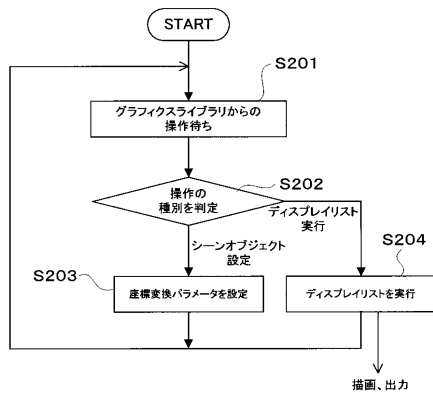 START
S201
グラフィクスライブラリからの
操作待ち
S202
操作の
種別を判定
ディスプレイリスト
実行
シーンオブジェクト
設定
S203
S204
座標変換パラメータを設定
ディスプレイリストを実行
描画、出力